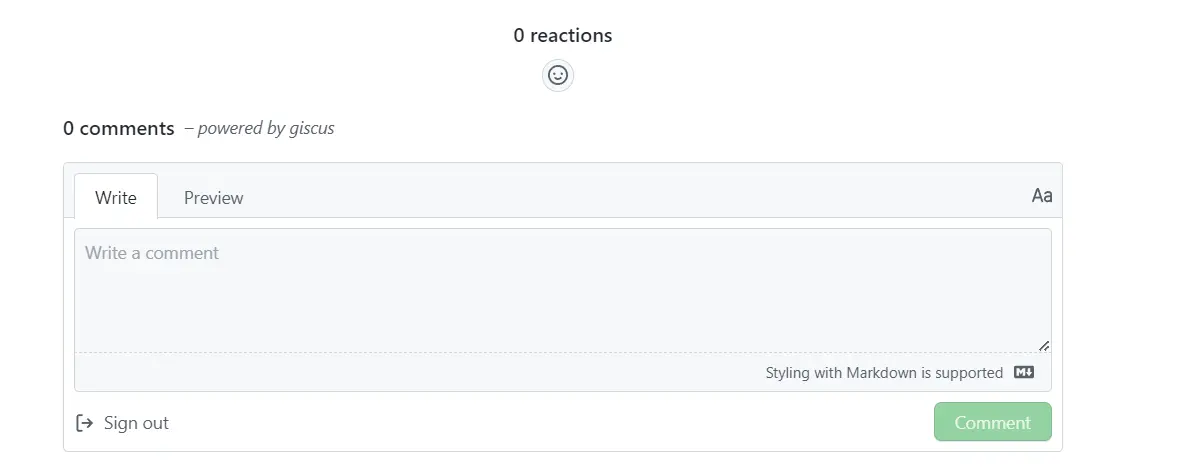 0 reactions
0 comments – powered by giscus
Write Preview Aa
Write a comment
Styling with Markdown is supported M
Sign out Comment